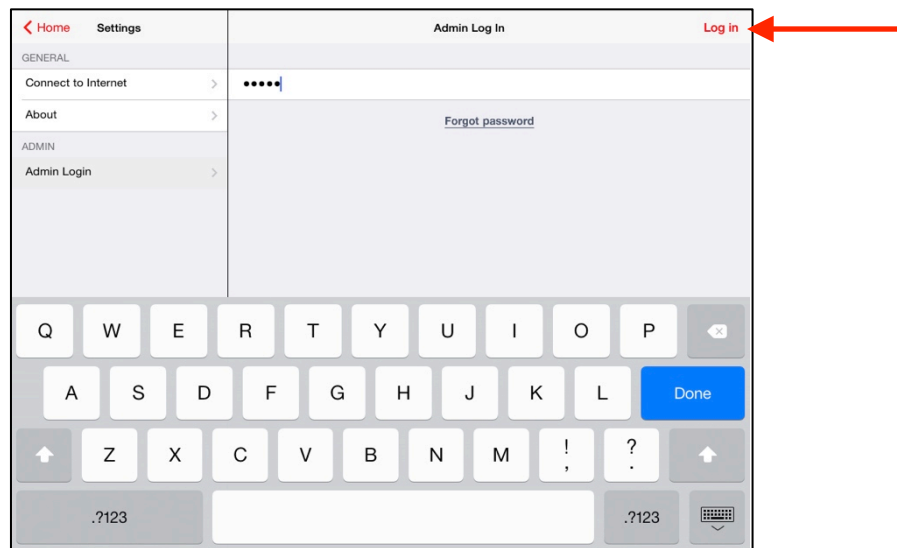 Home Settings Admin Log In Log in
GENERAL
Connect to Internet
•••••
About
Forgot password
ADMIN
Admin Login
Q W E R T Y U I O P
A S D F G H J K L Done
Z X C V B N M ! , ? .
.?123 .?123